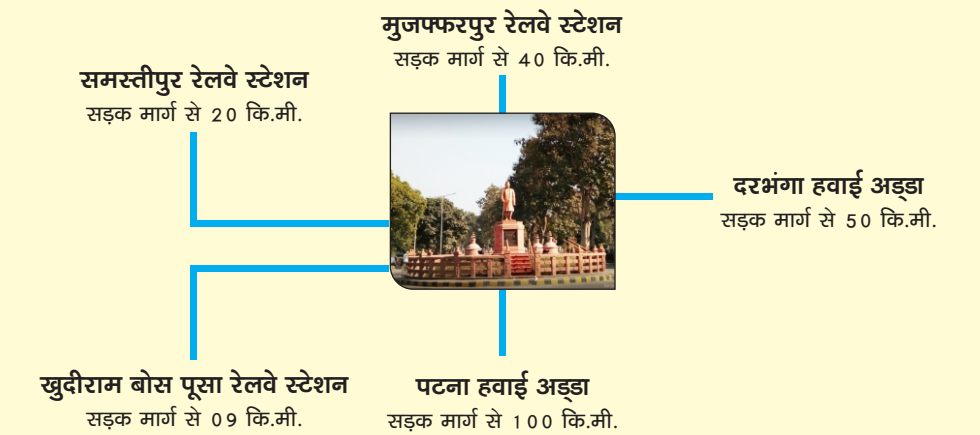 मुजफ्फरपुर रेलवे स्टेशन
सड़क मार्ग से 40 कि.मी.
समस्तीपुर रेलवे स्टेशन
सड़क मार्ग से 20 कि.मी.
दरभंगा हवाई अड्डा
सड़क मार्ग से 50 कि.मी.
खुदीराम बोस पूसा रेलवे स्टेशन
सड़क मार्ग से 09 कि.मी.
पटना हवाई अड्डा
सड़क मार्ग से 100 कि.मी.